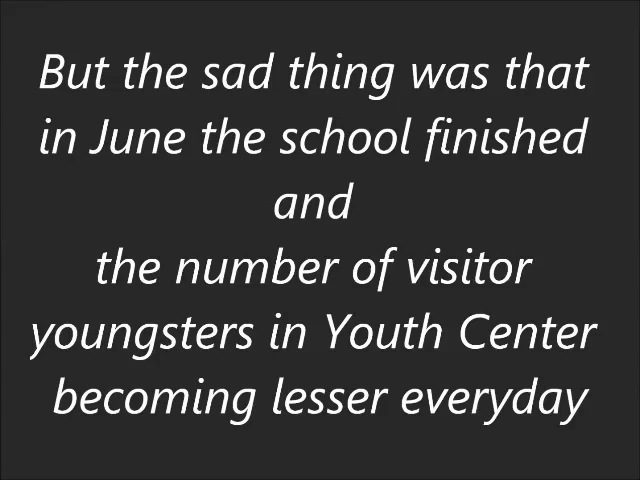 But the sad thing was that
in June the school finished
and
the number of visitor
youngsters in Youth Center
becoming lesser everyday